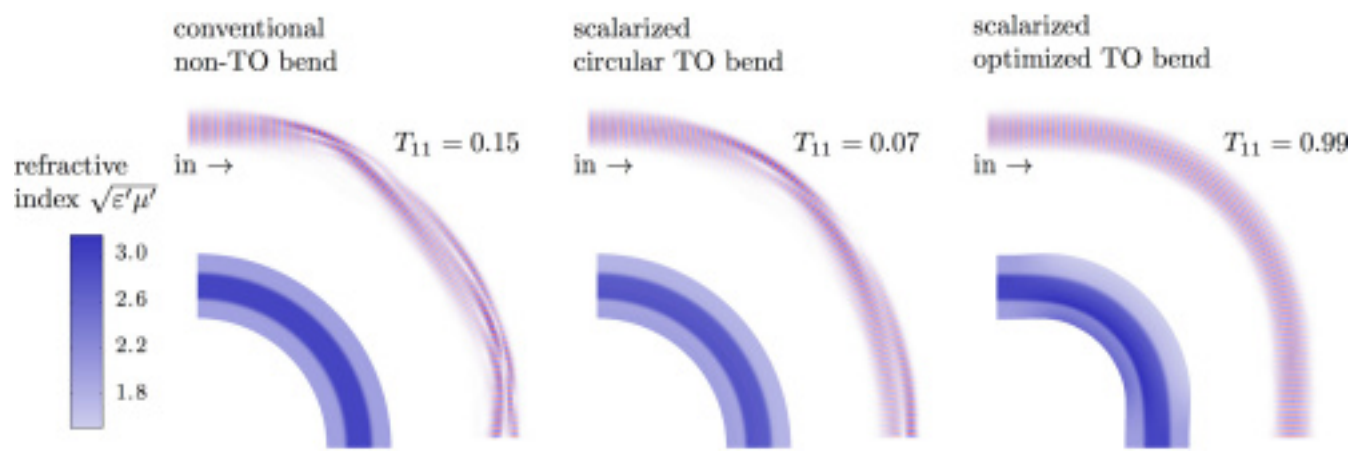 conventional
non-TO bend
scalarized
circular TO bend
scalarized
optimized TO bend
T₁₁ = 0.15
T₁₁ = 0.07
T₁₁ = 0.99
in →
in →
in →
refractive
index √ε′μ′
3.0
2.6
2.2
1.8